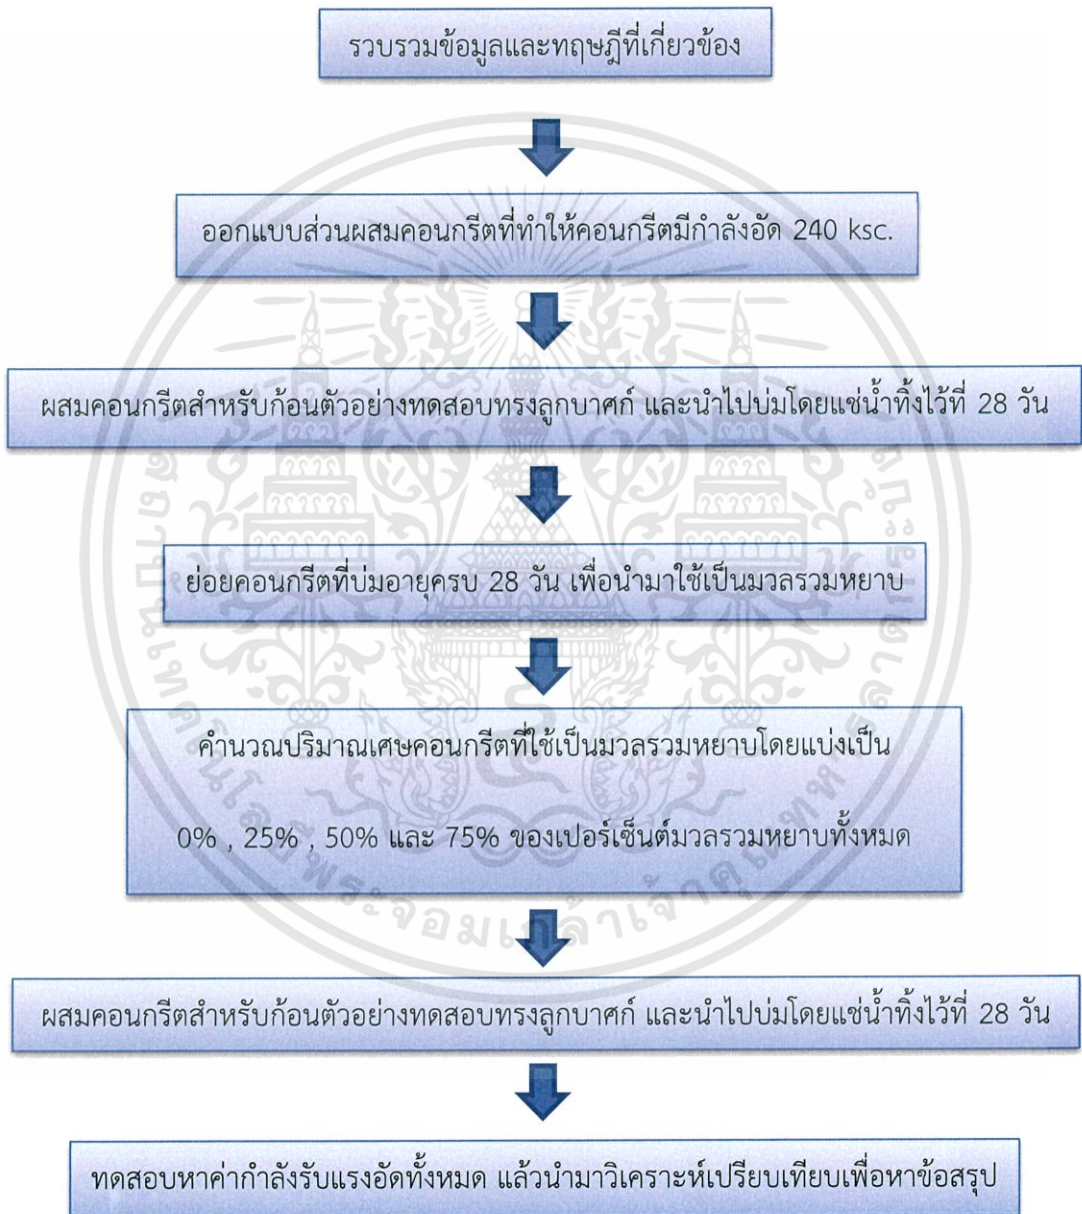 รวบรวมข้อมูลและทฤษฎีที่เกี่ยวข้อง
ออกแบบส่วนผสมคอนกรีตที่ทำให้คอนกรีตมีกำลังอัด 240 ksc.
ผสมคอนกรีตสำหรับก้อนตัวอย่างทดสอบทรงลูกบาศก์ และนำไปบ่มโดยแช่น้ำทิ้งไว้ที่ 28 วัน
ย่อยคอนกรีตที่บ่มอายุครบ 28 วัน เพื่อนำมาใช้เป็นมวลรวมหยาบ
คำนวณปริมาณเศษคอนกรีตที่ใช้เป็นมวลรวมหยาบโดยแบ่งเป็น
0% , 25% , 50% และ 75% ของเปอร์เซ็นต์มวลรวมหยาบทั้งหมด
ผสมคอนกรีตสำหรับก้อนตัวอย่างทดสอบทรงลูกบาศก์ และนำไปบ่มโดยแช่น้ำทิ้งไว้ที่ 28 วัน
ทดสอบหาค่ากำลังรับแรงอัดทั้งหมด แล้วนำมาวิเคราะห์เปรียบเทียบเพื่อหาข้อสรุป